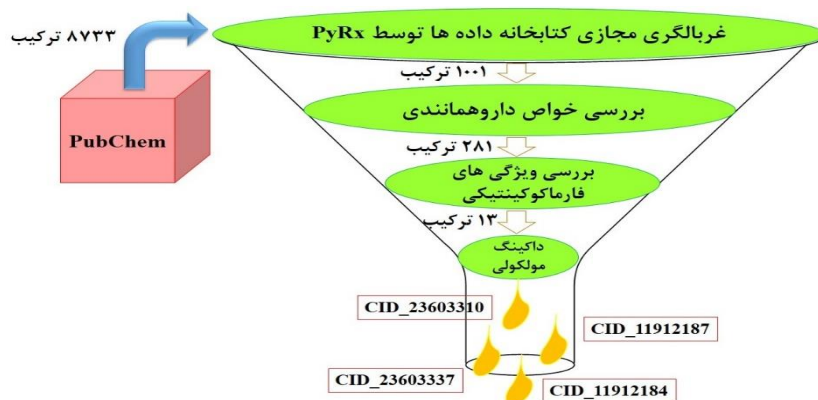 ۸۷۳۳ ترکیب
PubChem
غربالگری مجازی کتابخانه داده ها توسط PyRx
۱۰۰۱ ترکیب
بررسی خواص داروهمانندی
۲۸۱ ترکیب
بررسی ویژگی های
فارماکوکینتیکی
۱۳ ترکیب
داکینگ
مولکولی
CID_23603310
CID_11912187
CID_23603337
CID_11912184